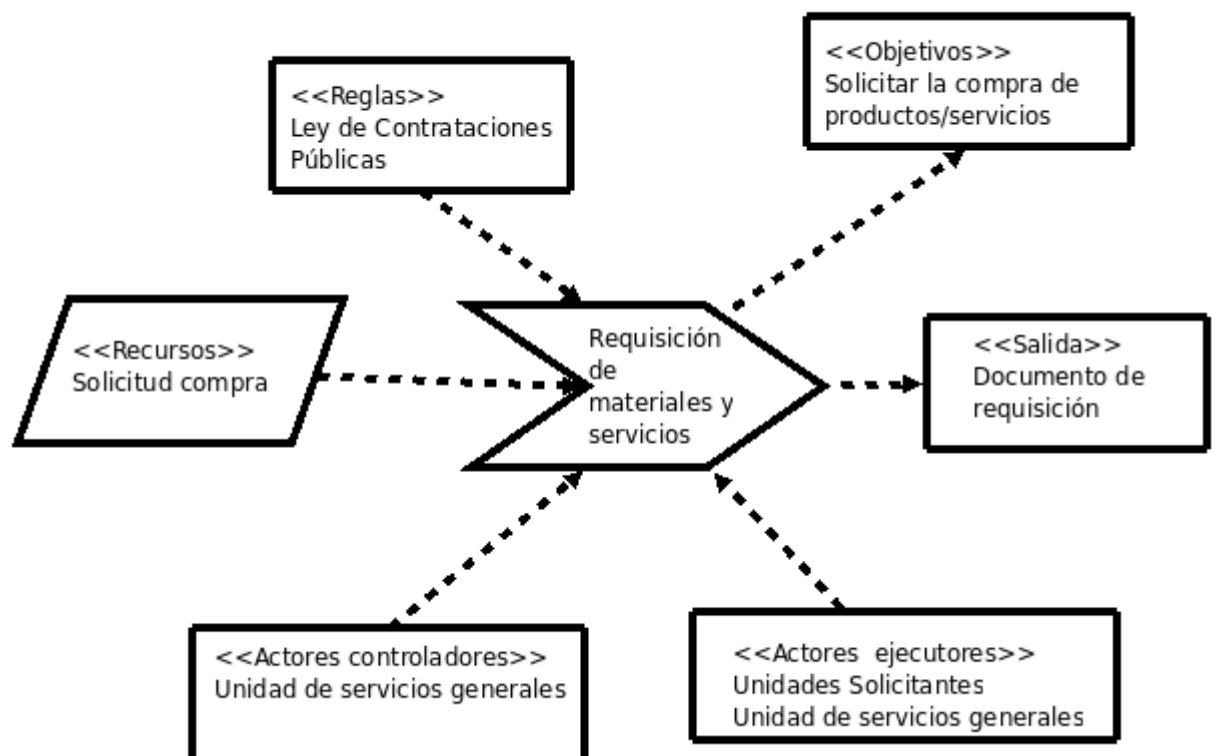 <<Objetivos>>
Solicitar la compra de
productos/servicios
<<Reglas>>
Ley de Contrataciones
Públicas
<<Recursos>>
Solicitud compra
Requisición
de
materiales y
servicios
<<Salida>>
Documento de
requisición
<<Actores controladores>>
Unidad de servicios generales
<<Actores  ejecutores>>
Unidades Solicitantes
Unidad de servicios generales